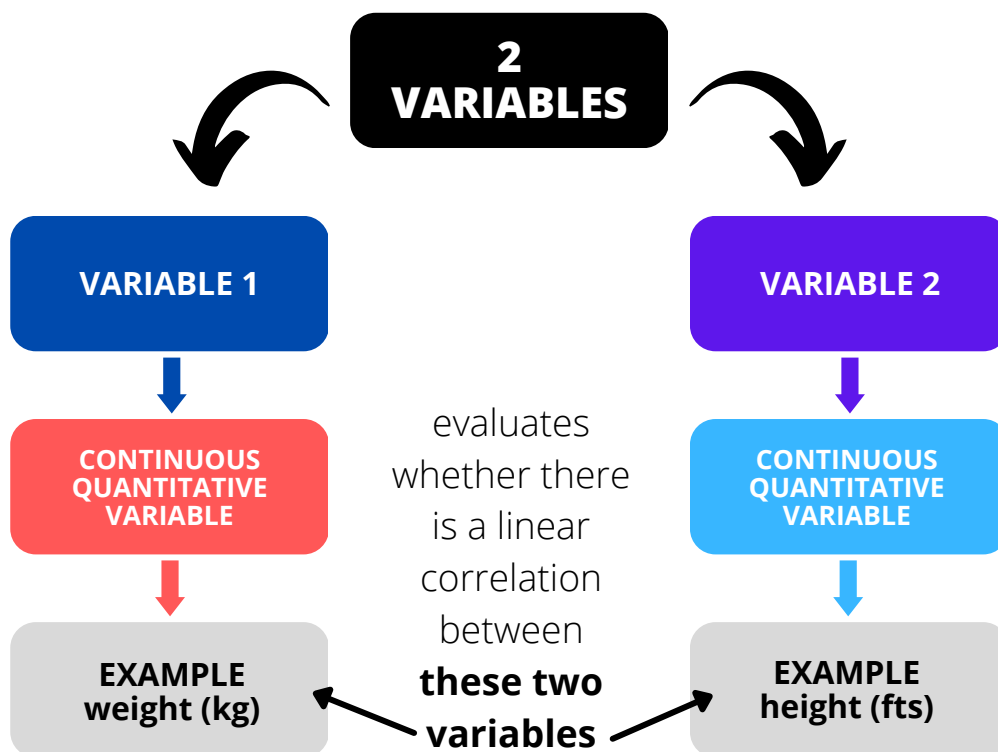 2
VARIABLES
VARIABLE 1
VARIABLE 2
CONTINUOUS
QUANTITATIVE
VARIABLE
CONTINUOUS
QUANTITATIVE
VARIABLE
evaluates
whether there
is a linear
correlation
between
these two
variables
EXAMPLE
weight (kg)
EXAMPLE
height (fts)